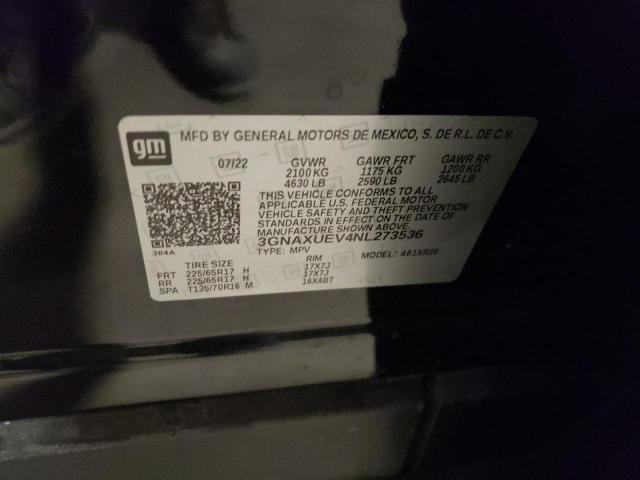 gm
MFD BY GENERAL MOTORS DE MEXICO, S. DE R.L. DE C.V.
07/22 GVWR GAWR FRT GAWR RR
2100 KG 1175 KG 1200 KG
4630 LB 2590 LB 2645 LB
THIS VEHICLE CONFORMS TO ALL
APPLICABLE U.S. FEDERAL MOTOR
VEHICLE SAFETY AND THEFT PREVENTION
STANDARDS IN EFFECT ON THE DATE OF
MANUFACTURE SHOWN ABOVE.
3GNAXUEV4NL273536
384A
TYPE: MPV MODEL: 461XR26
TIRE SIZE RIM
FRT 225/65R17 H 17X7J
RR 225/65R17 H 17X7J
SPA T135/70R16 M 16X4BT